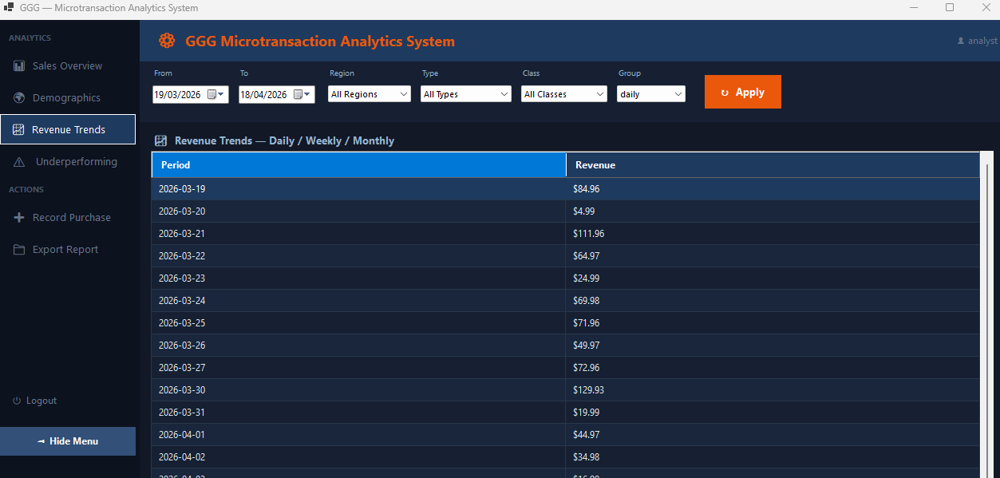 GGG — Microtransaction Analytics System
ANALYTICS
Sales Overview
Demographics
Revenue Trends
Underperforming
ACTIONS
Record Purchase
Export Report
Logout
Hide Menu
GGG Microtransaction Analytics System
analyst
From To Region Type Class Group
19/03/2026 18/04/2026 All Regions All Types All Classes daily Apply
Revenue Trends — Daily / Weekly / Monthly
Period Revenue
2026-03-19 $84.96
2026-03-20 $4.99
2026-03-21 $111.96
2026-03-22 $64.97
2026-03-23 $24.99
2026-03-24 $69.98
2026-03-25 $71.96
2026-03-26 $49.97
2026-03-27 $72.96
2026-03-30 $129.93
2026-03-31 $19.99
2026-04-01 $44.97
2026-04-02 $34.98